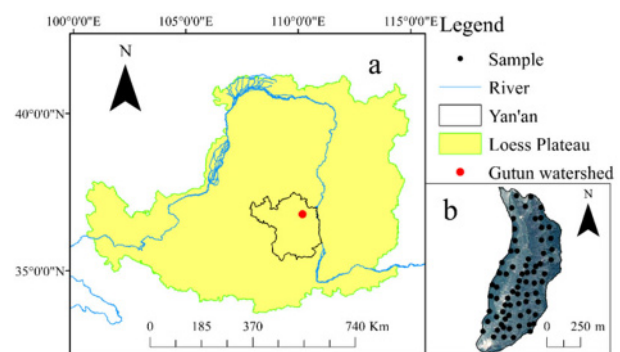 100°0'0"E 105°0'0"E 110°0'0"E 115°0'0"E
Legend
N
a
Sample
River
40°0'0"N
Yan'an
Loess Plateau
Gutun watershed
b
N
35°0'0"N
0 185 370 740 Km
0 250 m